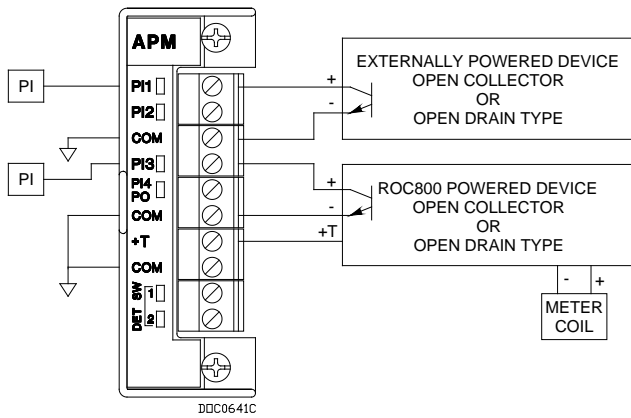 APM
PI
PI1
PI2
COM
PI
PI3
PI4
PO
COM
+T
COM
DET SW 1
2
+
-
EXTERNALLY POWERED DEVICE
OPEN COLLECTOR
OR
OPEN DRAIN TYPE
+
-
+T
ROC800 POWERED DEVICE
OPEN COLLECTOR
OR
OPEN DRAIN TYPE
- +
METER
COIL
DOC0641C